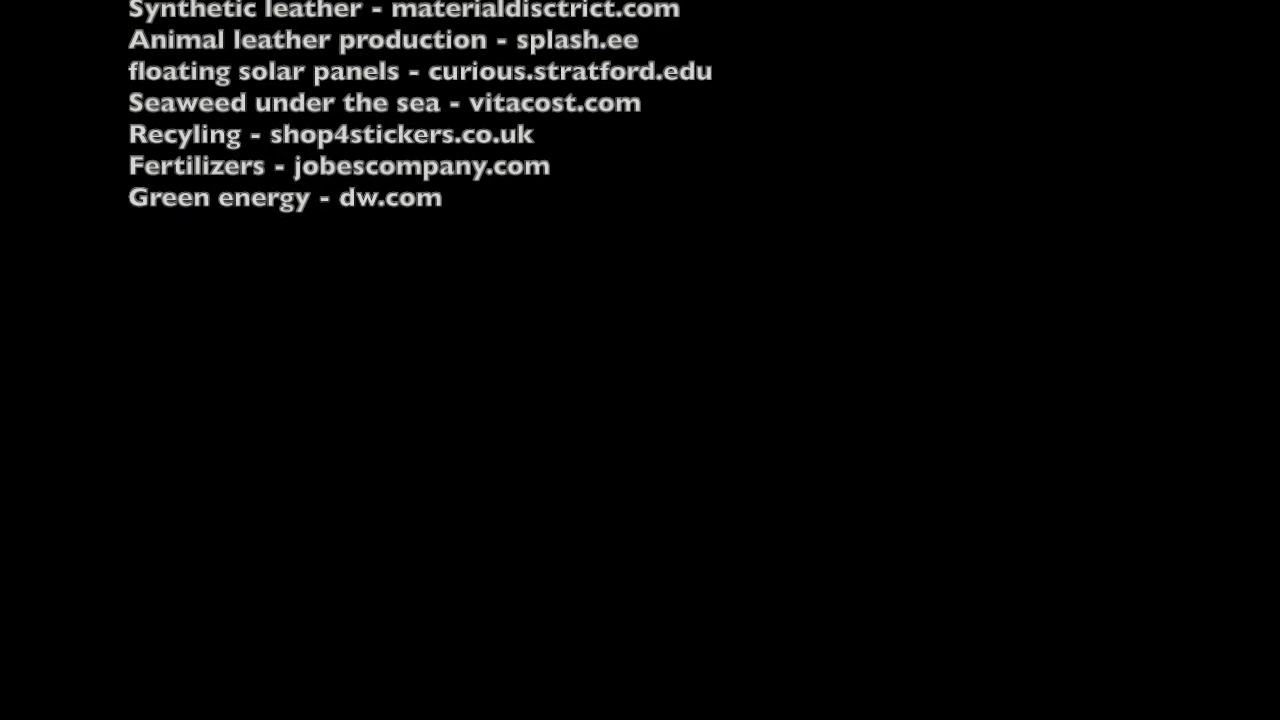 Synthetic leather - materialdisctrict.com
Animal leather production - splash.ee
floating solar panels - curious.stratford.edu
Seaweed under the sea - vitacost.com
Recyling - shop4stickers.co.uk
Fertilizers - jobescompany.com
Green energy - dw.com